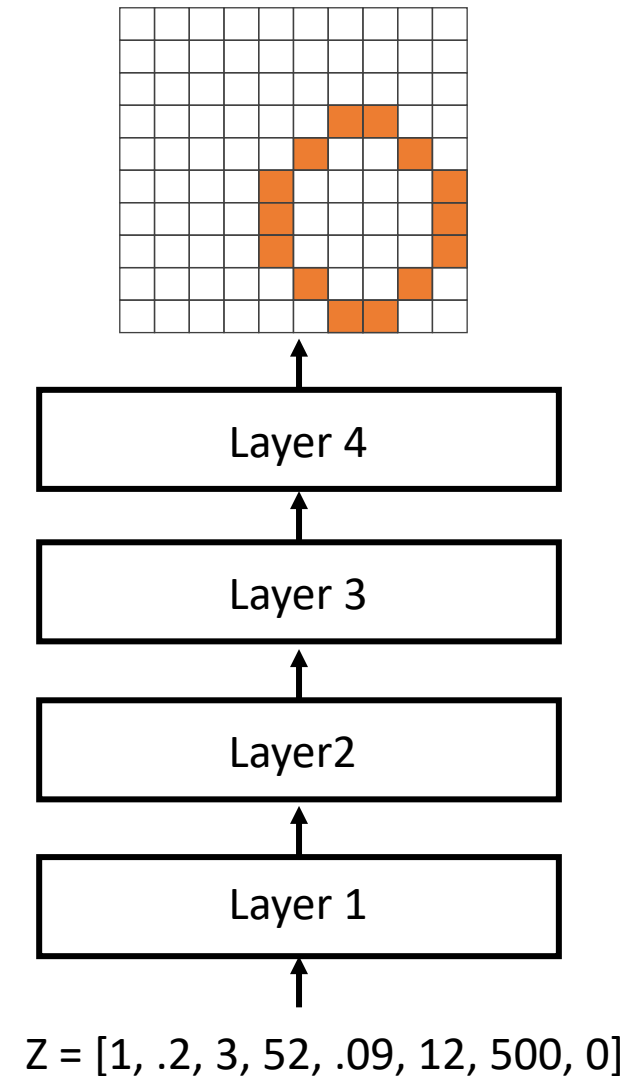 Layer 4
Layer 3
Layer2
Layer 1
Z = [1, .2, 3, 52, .09, 12, 500, 0]